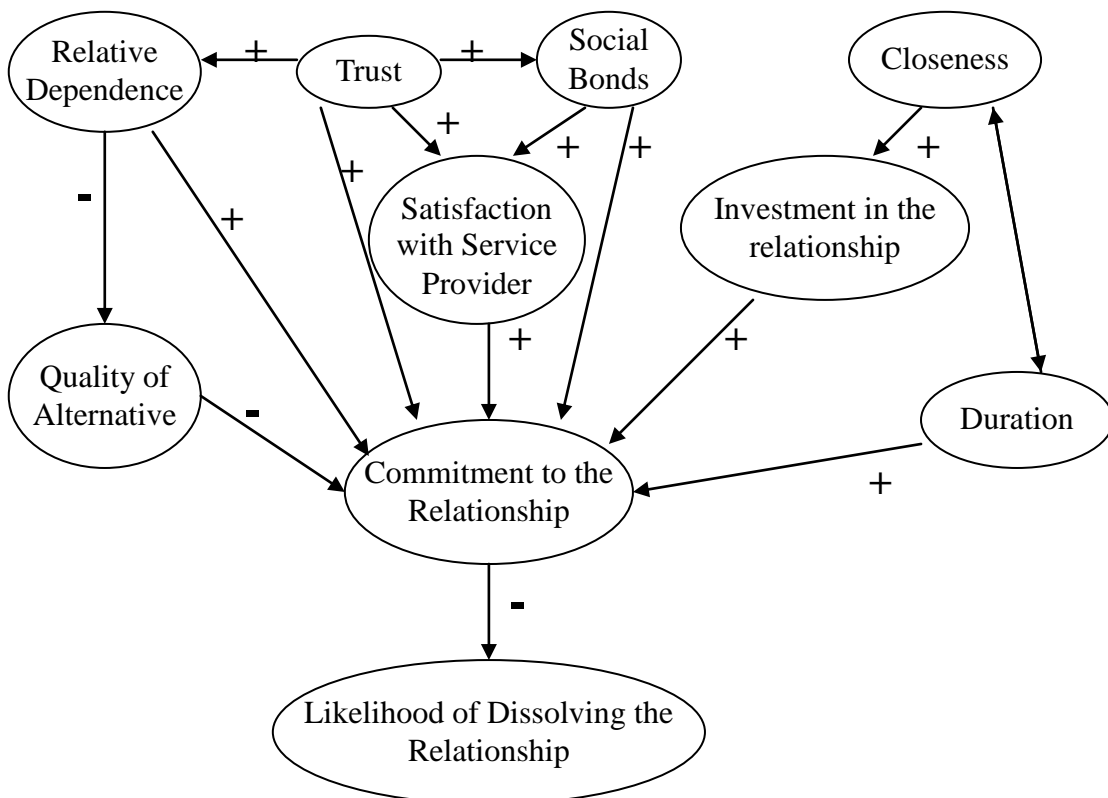 Relative
Dependence
+
Trust
+
Social
Bonds
Closeness
+
+
+
+
+
-
+
Satisfaction
with Service
Provider
Investment in the
relationship
+
+
Quality of
Alternative
-
Duration
Commitment to the
Relationship
+
-
Likelihood of Dissolving the
Relationship